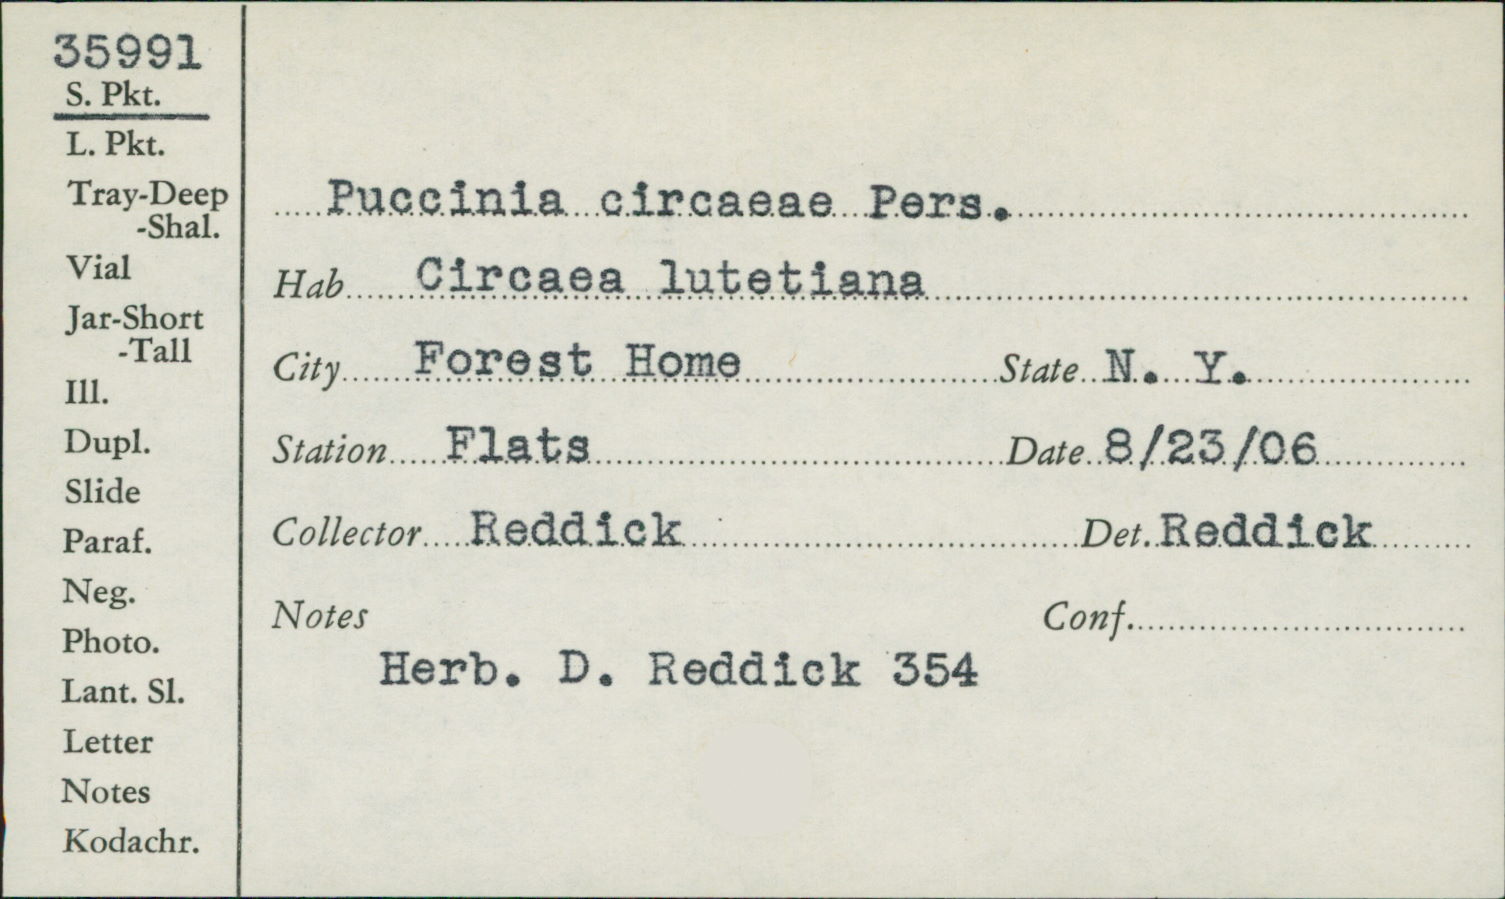 35991
S. Pkt.
L. Pkt.
Tray-Deep
-Shal.
Vial
Jar-Short
-Tall
Ill.
Dupl.
Slide
Paraf.
Neg.
Photo.
Lant. Sl.
Letter
Notes
Kodachr.
Puccinia circaeae Pers.
Hab Circaea lutetiana
City Forest Home State N. Y.
Station Flats Date 8/23/06
Collector Reddick Det. Reddick
Notes Conf.
Herb. D. Reddick 354